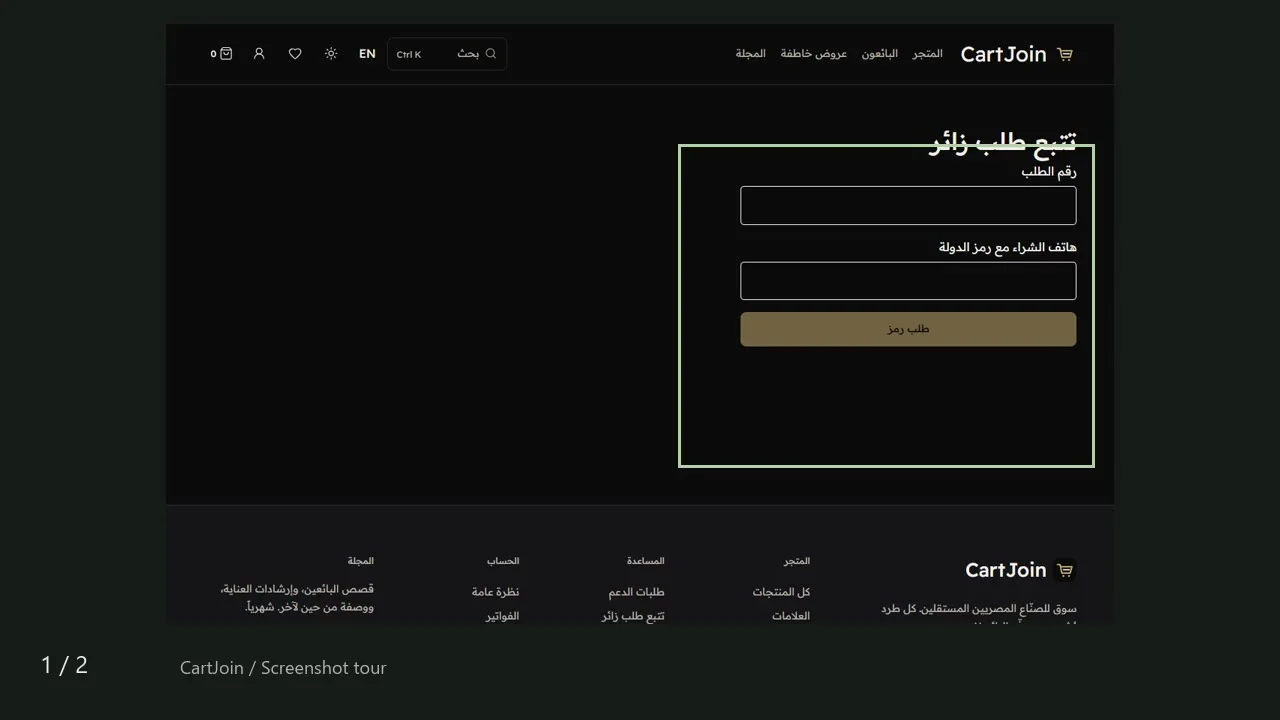 CartJoin
المتجر
البائعون
عروض خاطفة
المجلة
بحث
Ctrl K
EN
0
تتبع طلب زائر
رقم الطلب
هاتف الشراء مع رمز الدولة
طلب رمز
CartJoin
سوق للصنّاع المصريين المستقلين. كل طرد
المتجر
كل المنتجات
العلامات
المساعدة
طلبات الدعم
تتبع طلب زائر
الحساب
نظرة عامة
الفواتير
المجلة
قصص البائعين، وإرشادات العناية،
ووصفة من حين لآخر. شهرياً.
1 / 2
CartJoin / Screenshot tour